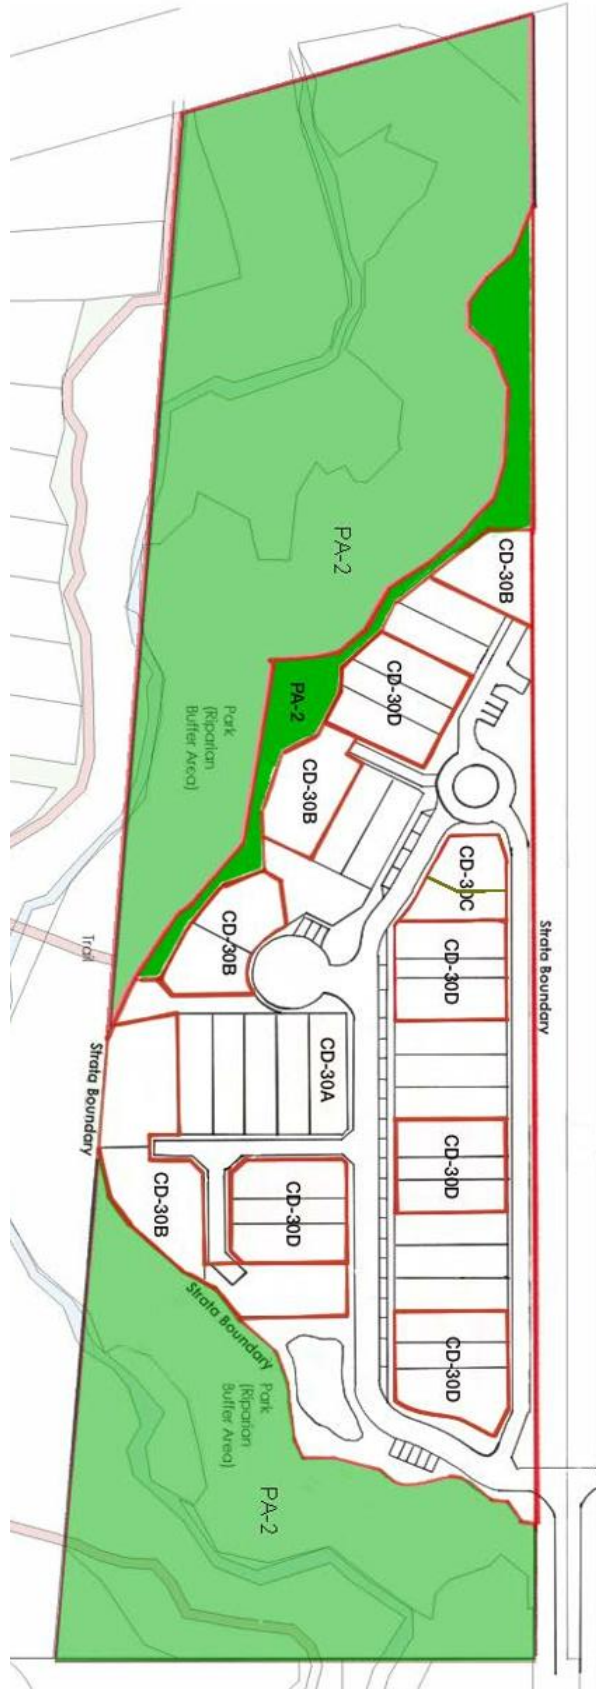 PA-2
CD-30B
CD-30D
PA-2
Park
(Riparian
Buffer Area)
CD-30B
CD-30C
CD-30B
CD-30D
Strata Boundary
Trail
CD-30A
Strata Boundary
CD-30D
CD-30B
CD-30D
Strata Boundary
CD-30D
Park
(Riparian
Buffer Area)
PA-2